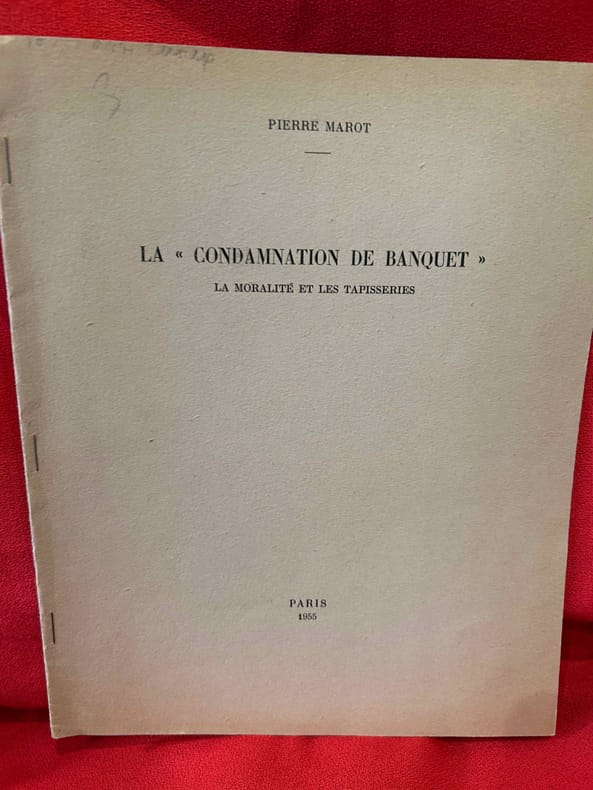 PIERRE MAROT
LA « CONDAMNATION DE BANQUET »
LA MORALITÉ ET LES TAPISSERIES
PARIS
1955